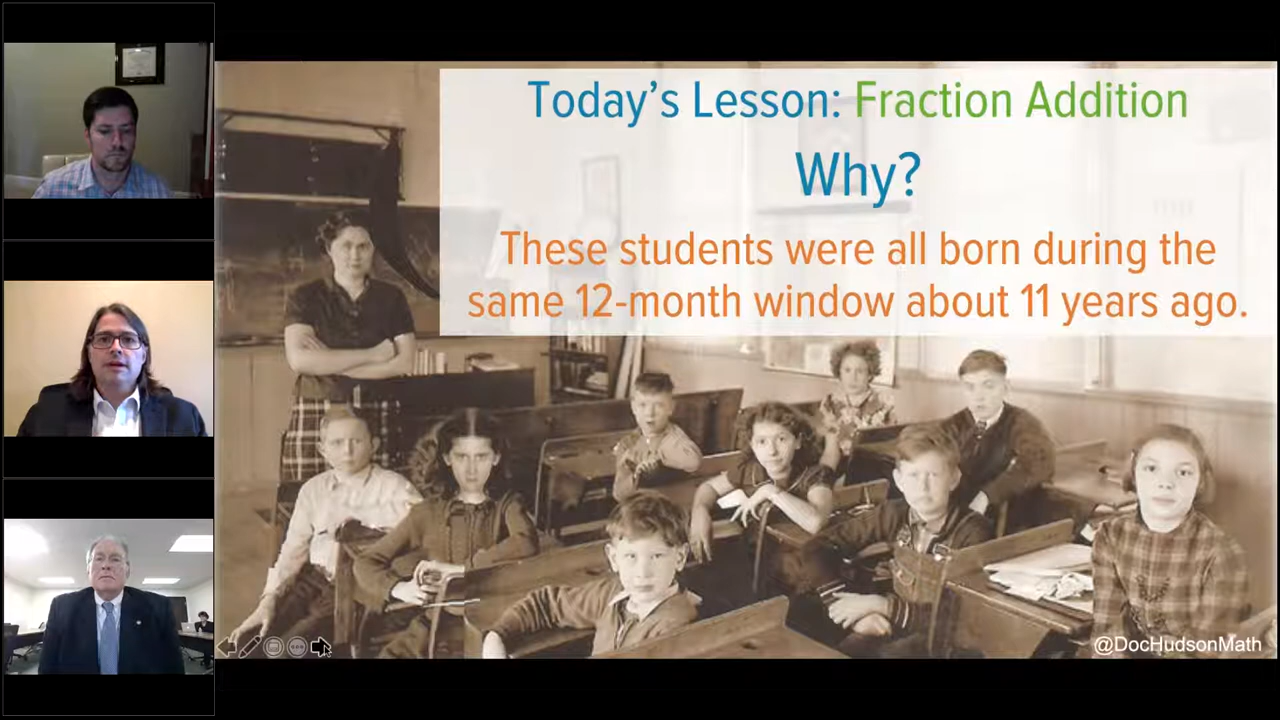 Today's Lesson: Fraction Addition
Why?
These students were all born during the
same 12-month window about 11 years ago.
@DocHudsonMath